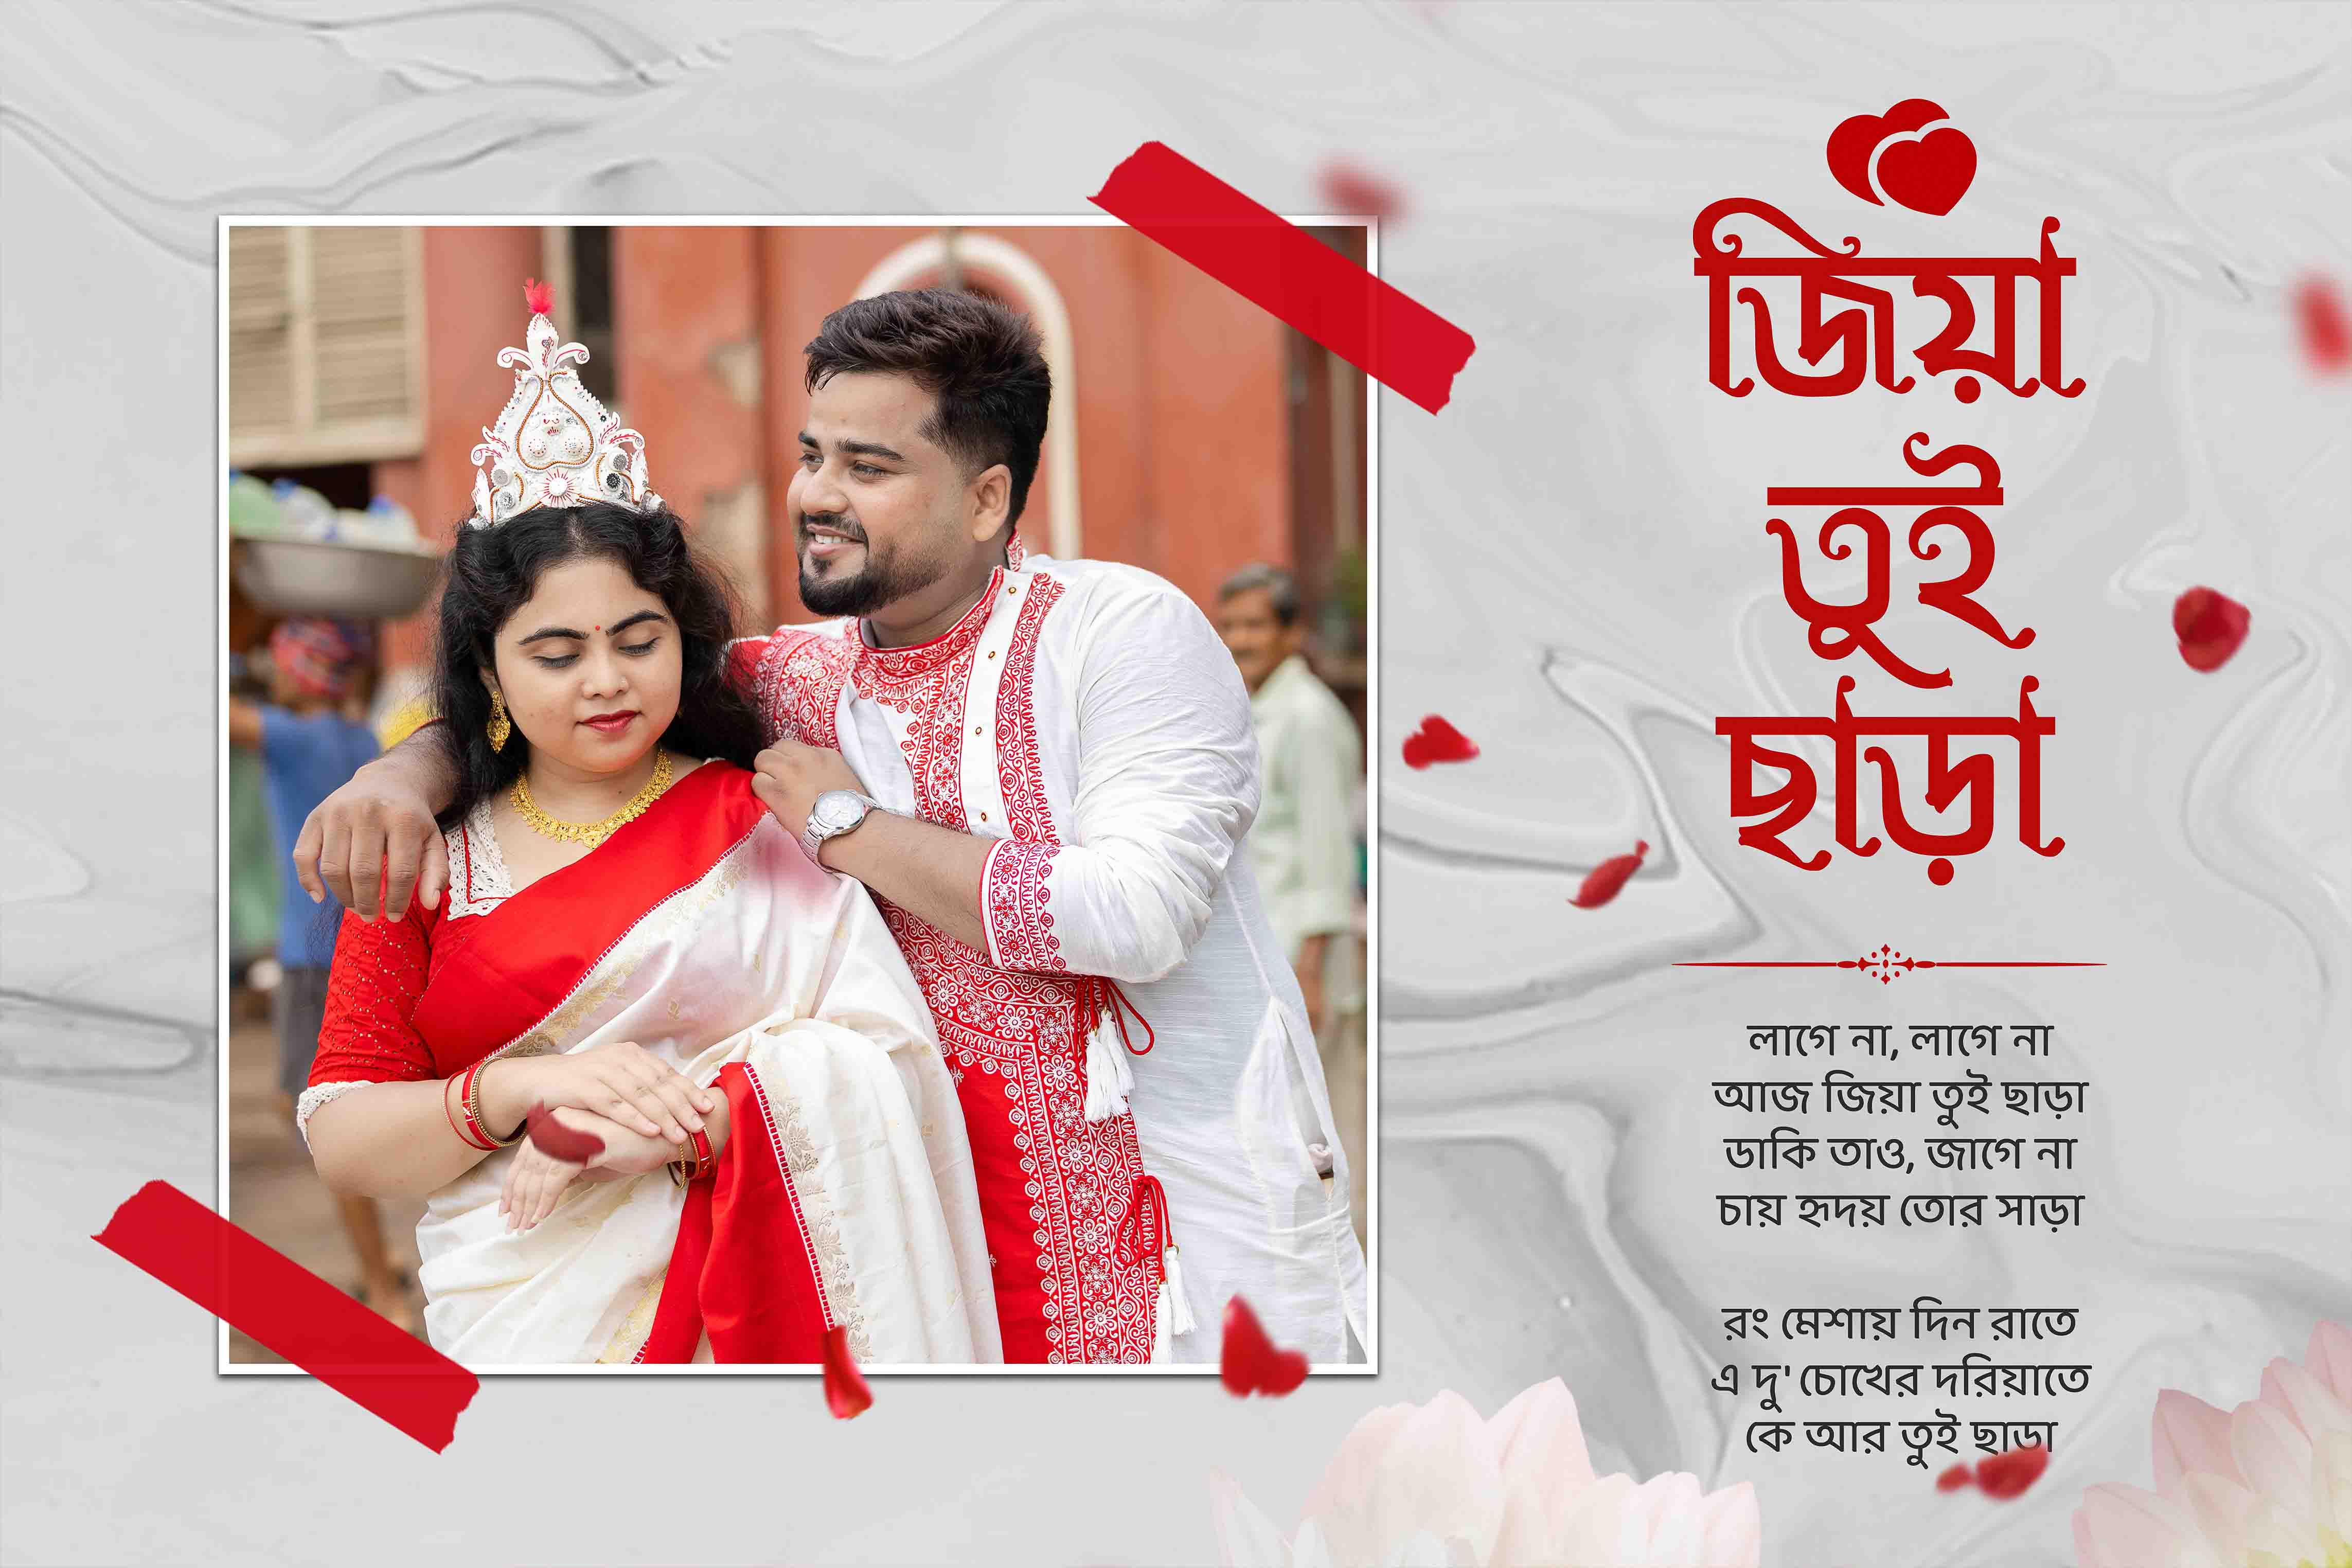 জিয়া
তুই
ছাড়া
লাগে না, লাগে না
আজ জিয়া তুই ছাড়া
ডাকি তাও, জাগে না
চায় হৃদয় তোর সাড়া
রং মেশায় দিন রাতে
এ দু'চোখের দরিয়াতে
কে আর তুই ছাড়া